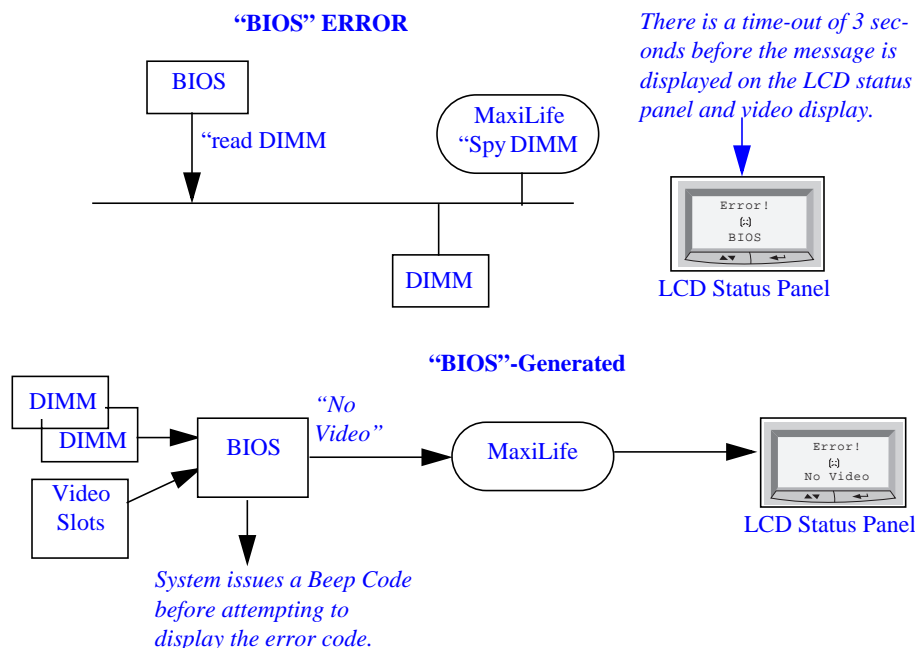 “BIOS” ERROR
There is a time-out of 3 sec-
onds before the message is
displayed on the LCD status
panel and video display.
BIOS
“read DIMM
MaxiLife
“Spy DIMM
DIMM
Error!
BIOS
LCD Status Panel
“BIOS”-Generated
DIMM
DIMM
Video
Slots
BIOS
“No
Video”
MaxiLife
Error!
No Video
LCD Status Panel
System issues a Beep Code
before attempting to
display the error code.